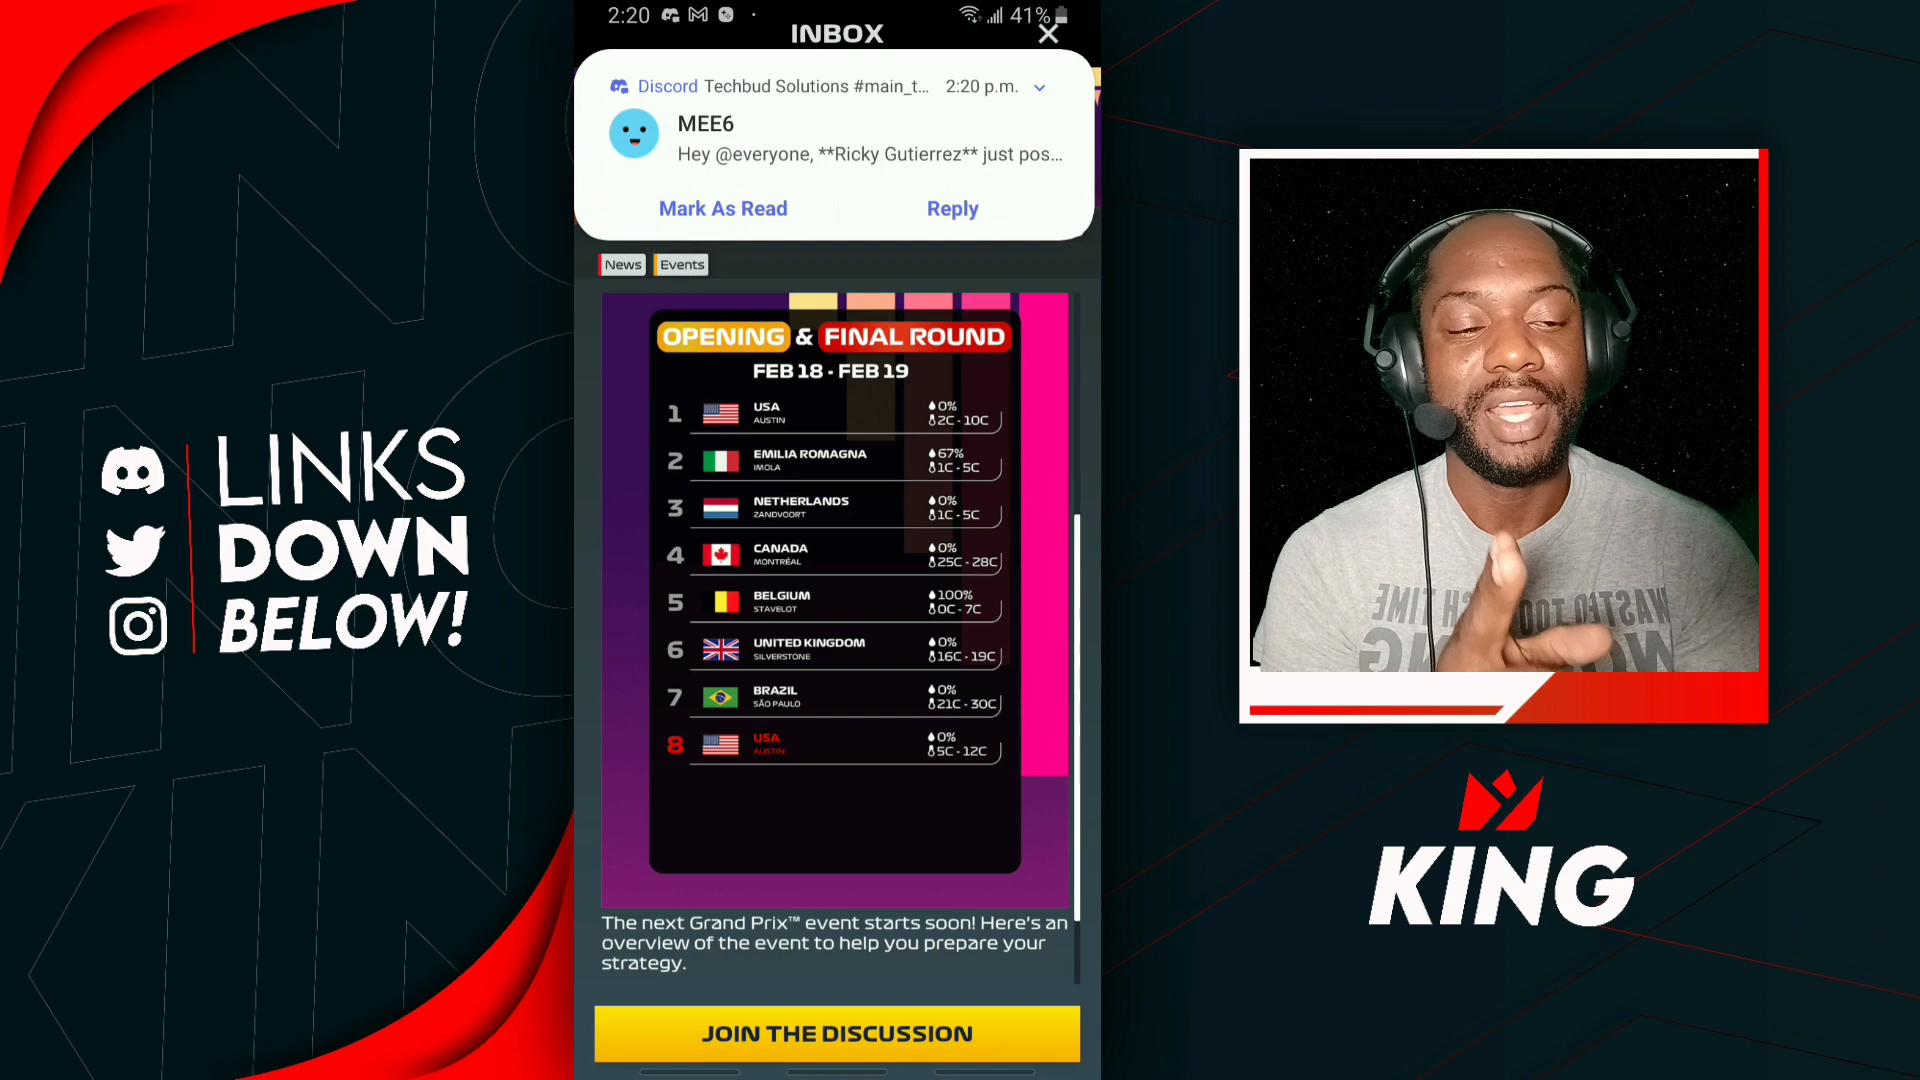 2:20
41%
INBOX
Discord Techbud Solutions #main_t... 2:20 p.m.
MEE6
Hey @everyone, **Ricky Gutierrez** just pos...
Mark As Read
Reply
News
Events
OPENING & FINAL ROUND
FEB 18 - FEB 19
1 USA 0%
AUSTIN 2C - 10C
2 EMILIA ROMAGNA 67%
IMOLA 1C - 5C
3 NETHERLANDS 0%
ZANDVOORT 1C - 5C
4 CANADA 0%
MONTRÉAL 25C - 28C
5 BELGIUM 100%
STAVELOT 0C - 7C
6 UNITED KINGDOM 0%
SILVERSTONE 16C - 19C
7 BRAZIL 0%
SÃO PAULO 21C - 30C
8 USA 0%
AUSTIN 5C - 12C
The next Grand Prix™ event starts soon! Here's an
overview of the event to help you prepare your
strategy.
JOIN THE DISCUSSION
LINKS
DOWN
BELOW!
WASTED TOO
TIME
KING